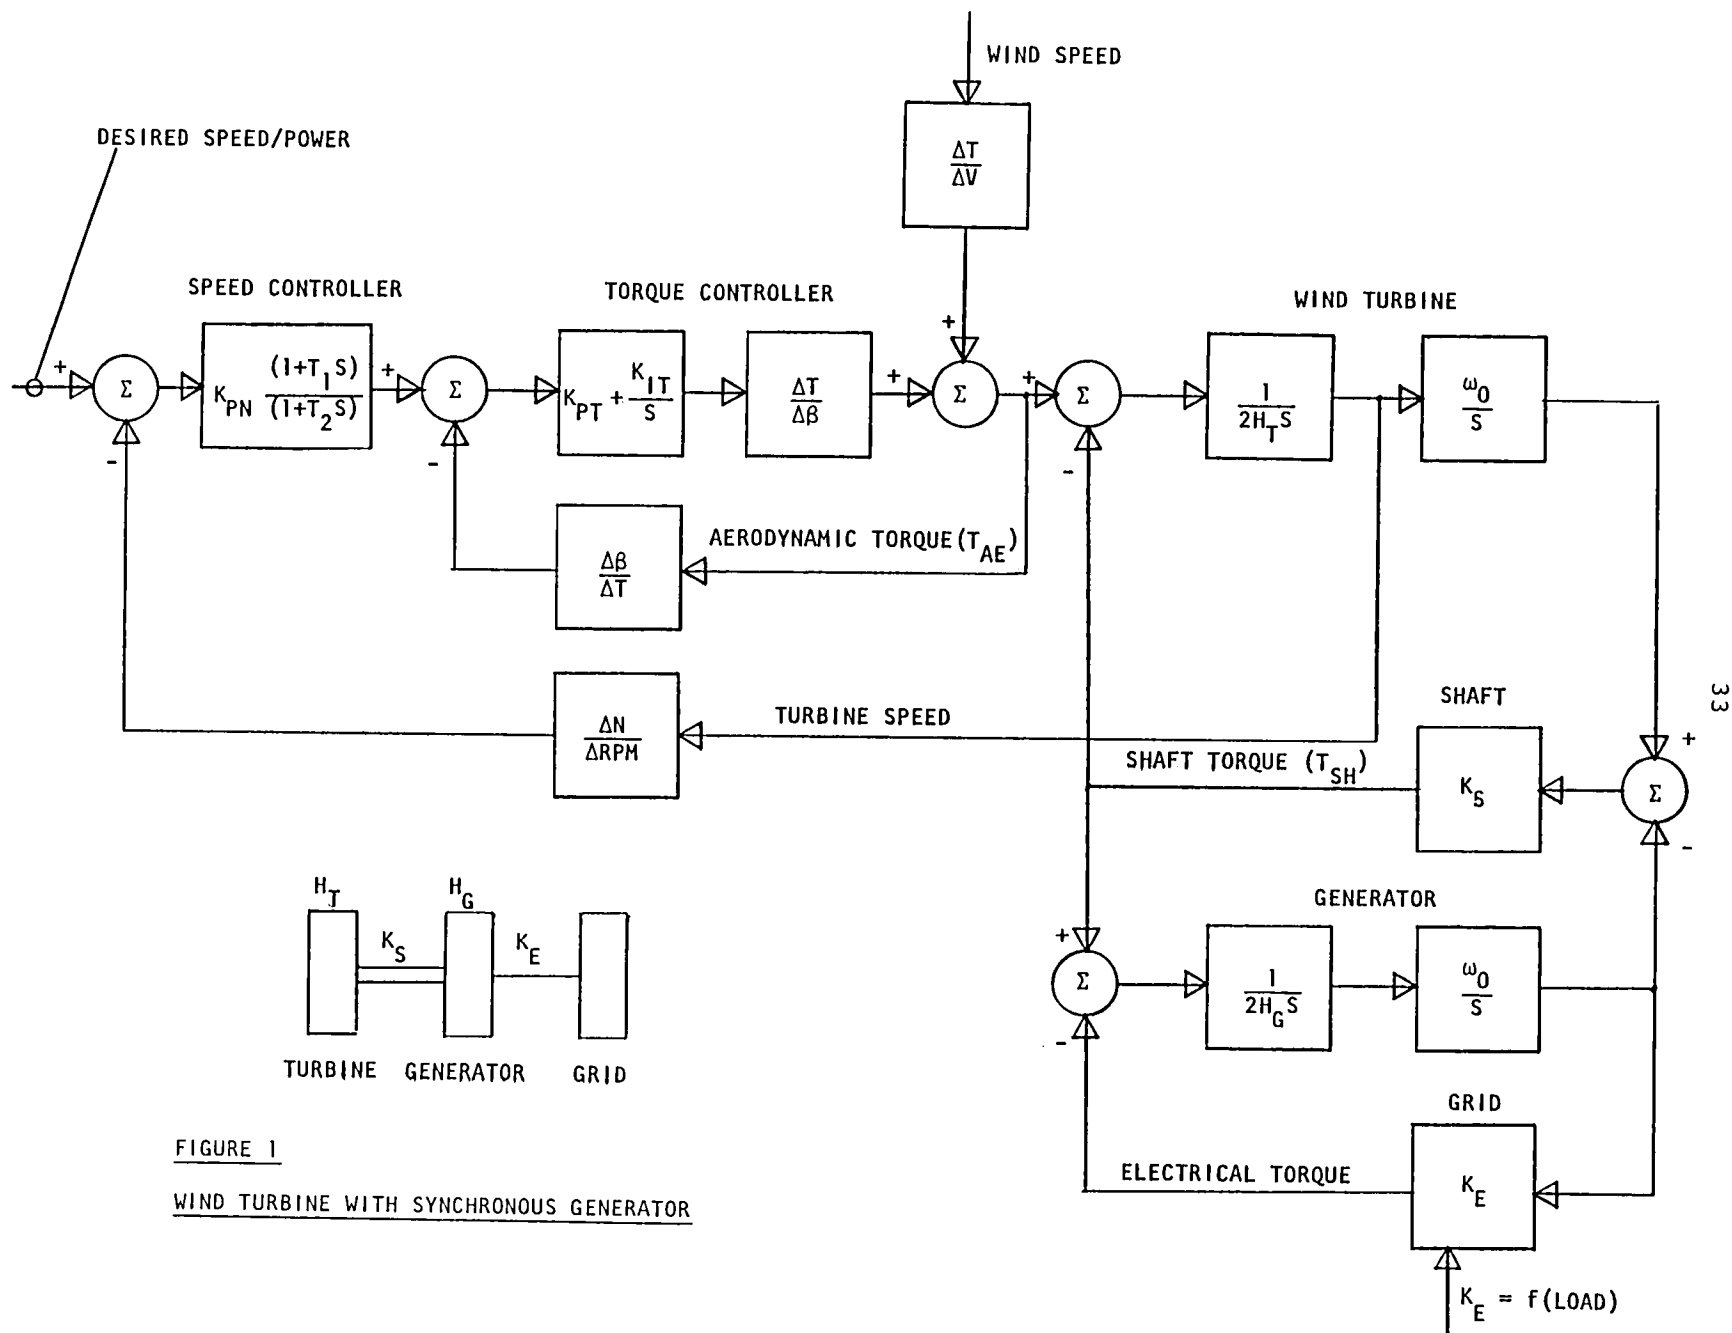 WIND SPEED
DESIRED SPEED/POWER
ΔT
ΔV
SPEED CONTROLLER
TORQUE CONTROLLER
WIND TURBINE
+ Σ K_PN (1+T_1 S) / (1+T_2 S) + Σ K_PT + K_IT / S ΔT / Δβ + + Σ + Σ 1 / 2H_T S ω_0 / S
- - -
AERODYNAMIC TORQUE (T_AE)
Δβ
ΔT
ΔN
ΔRPM
TURBINE SPEED
SHAFT
33
SHAFT TORQUE (T_SH)
K_S
+
Σ
-
H_T H_G
K_S K_E
TURBINE GENERATOR GRID
GENERATOR
+ Σ 1 / 2H_G S ω_0 / S
-
GRID
ELECTRICAL TORQUE
K_E
K_E = f(LOAD)
FIGURE 1
WIND TURBINE WITH SYNCHRONOUS GENERATOR